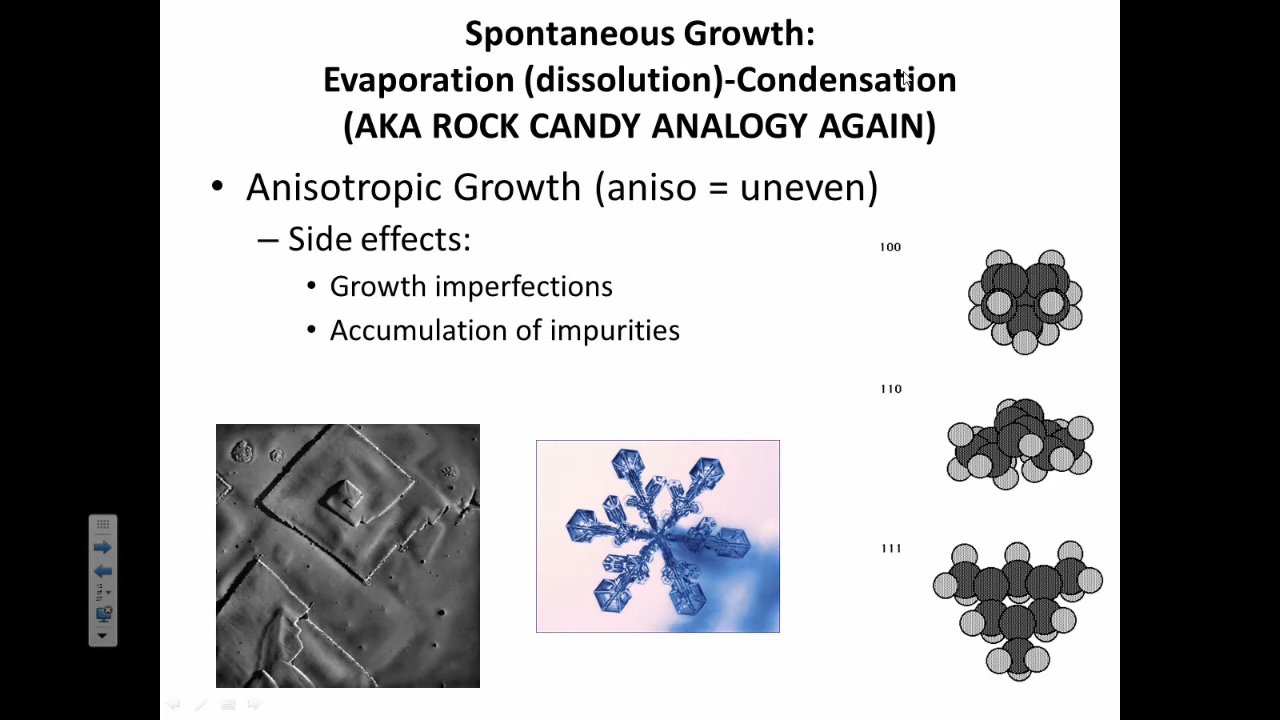 Spontaneous Growth:
Evaporation (dissolution)-Condensation
(AKA ROCK CANDY ANALOGY AGAIN)
• Anisotropic Growth (aniso = uneven)
– Side effects:
• Growth imperfections
• Accumulation of impurities
100
110
111